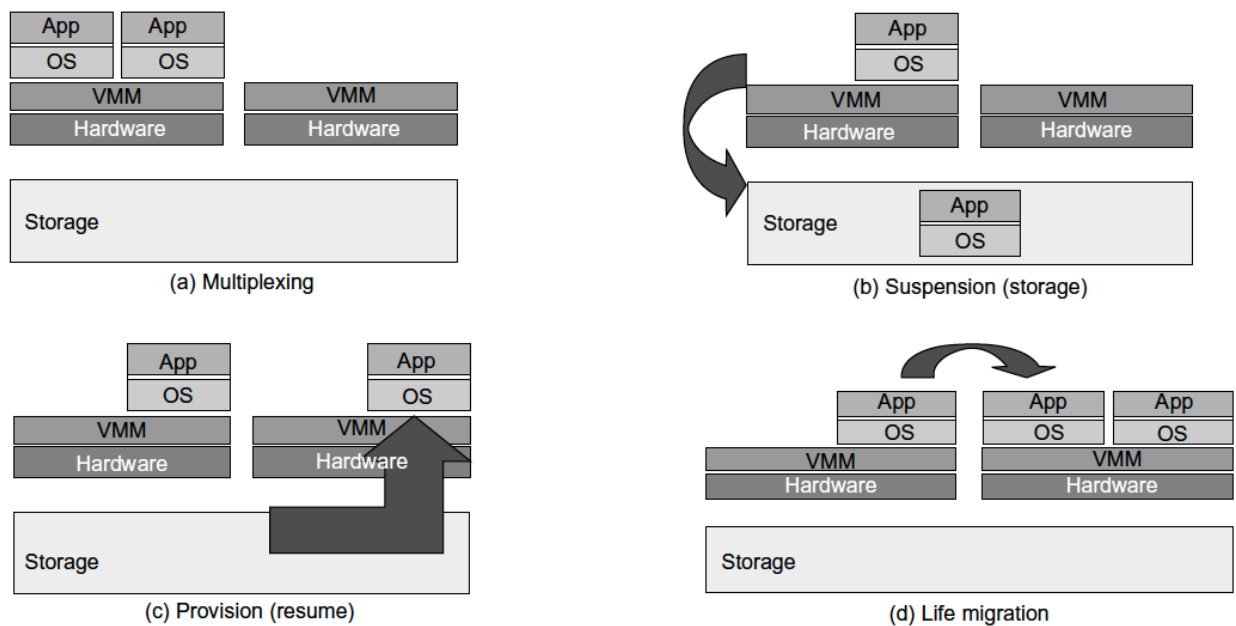 App App
OS OS
VMM VMM
Hardware Hardware
Storage
(a) Multiplexing
App
OS
VMM VMM
Hardware Hardware
App
Storage
OS
(b) Suspension (storage)
App App
OS OS
VMM VMM
Hardware Hardware
Storage
(c) Provision (resume)
App App App
OS OS OS
VMM VMM
Hardware Hardware
Storage
(d) Life migration